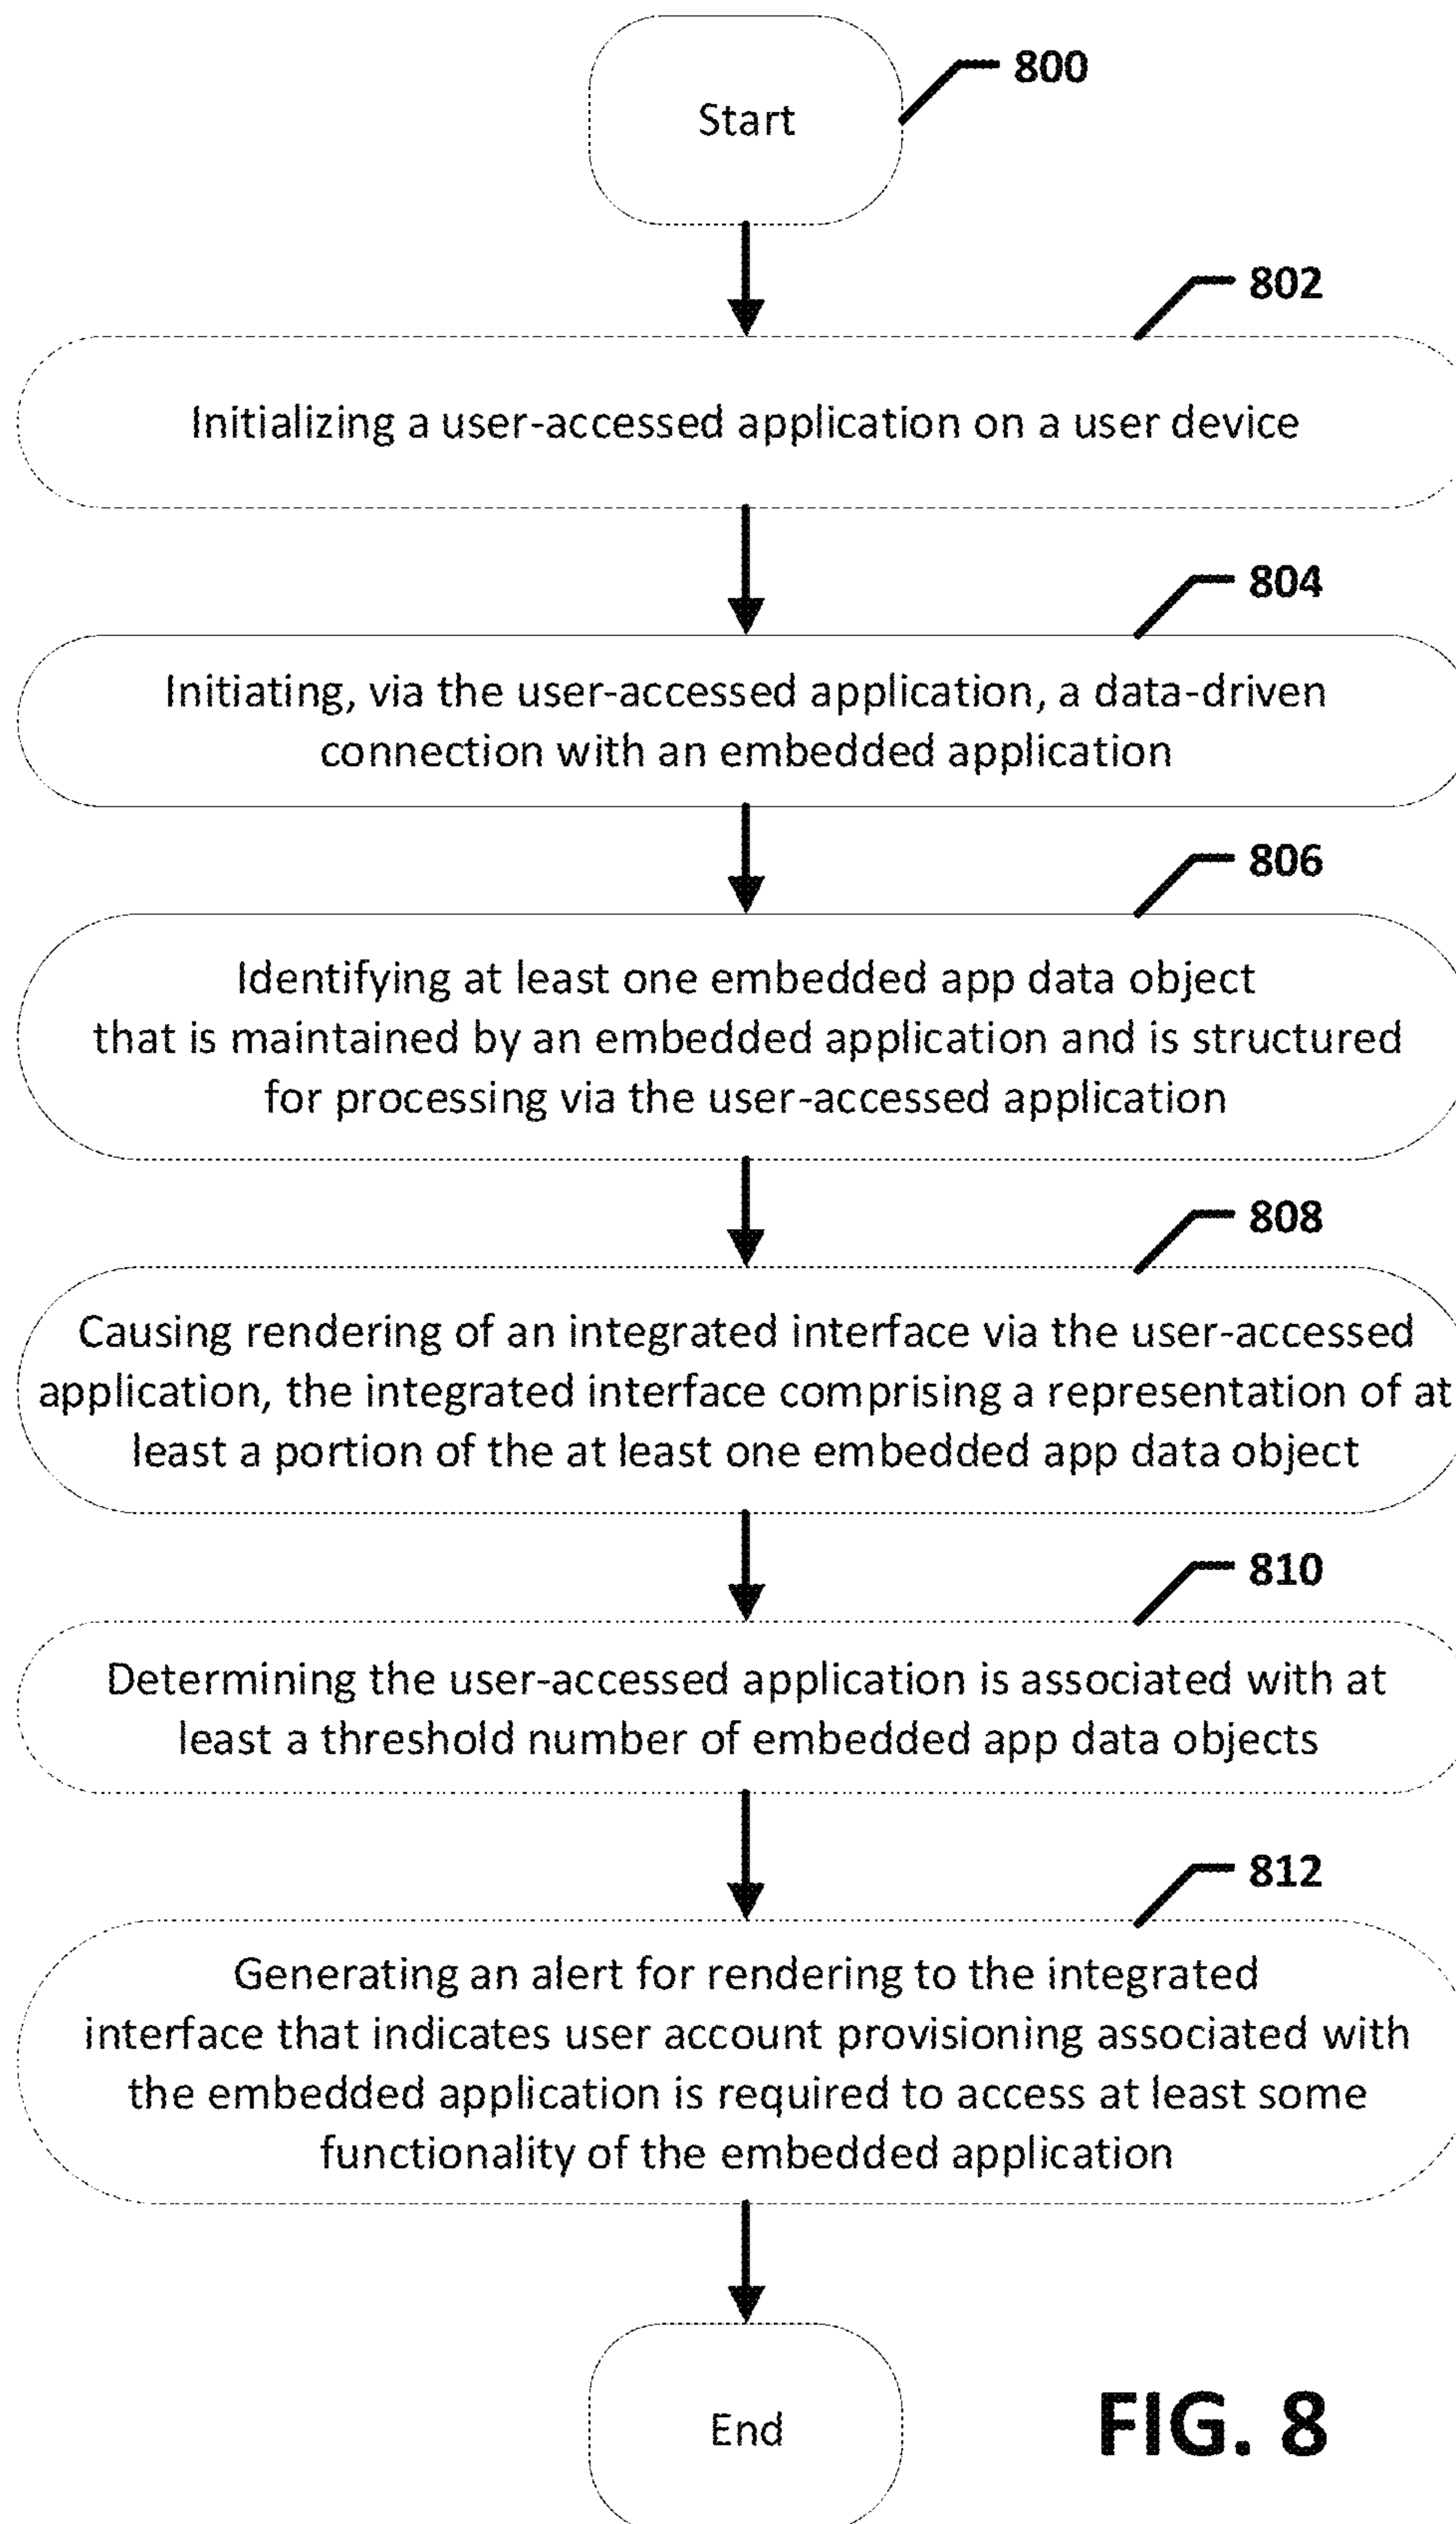 800
Start
802
Initializing a user-accessed application on a user device
804
Initiating, via the user-accessed application, a data-driven
connection with an embedded application
806
Identifying at least one embedded app data object
that is maintained by an embedded application and is structured
for processing via the user-accessed application
808
Causing rendering of an integrated interface via the user-accessed
application, the integrated interface comprising a representation of at
least a portion of the at least one embedded app data object
810
Determining the user-accessed application is associated with at
least a threshold number of embedded app data objects
812
Generating an alert for rendering to the integrated
interface that indicates user account provisioning associated with
the embedded application is required to access at least some
functionality of the embedded application
End
FIG. 8